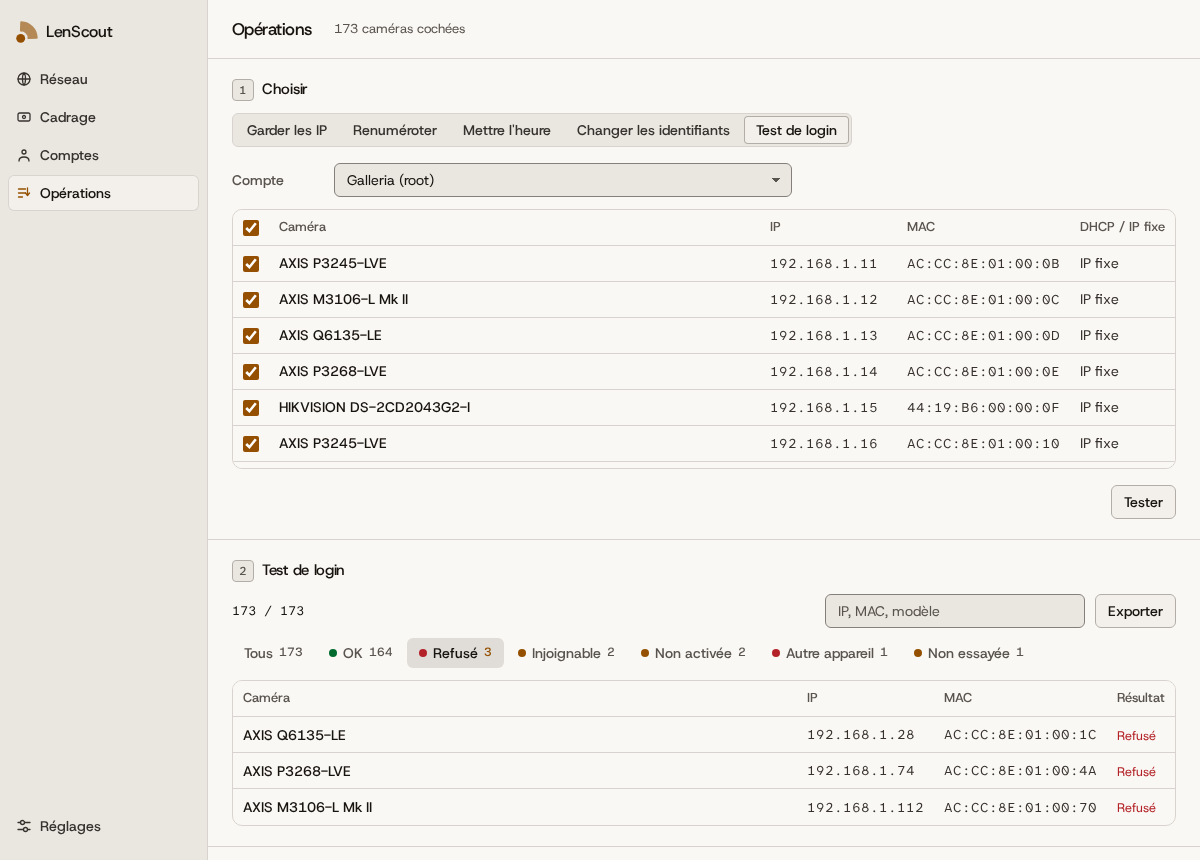 LenScout
Réseau
Cadrage
Comptes
Opérations
Réglages
Opérations 173 caméras cochées
1 Choisir
Garder les IP Renuméroter Mettre l'heure Changer les identifiants Test de login
Compte Galleria (root)
Caméra IP MAC DHCP / IP fixe
AXIS P3245-LVE 192.168.1.11 AC:CC:8E:01:00:0B IP fixe
AXIS M3106-L Mk II 192.168.1.12 AC:CC:8E:01:00:0C IP fixe
AXIS Q6135-LE 192.168.1.13 AC:CC:8E:01:00:0D IP fixe
AXIS P3268-LVE 192.168.1.14 AC:CC:8E:01:00:0E IP fixe
HIKVISION DS-2CD2043G2-I 192.168.1.15 44:19:B6:00:00:0F IP fixe
AXIS P3245-LVE 192.168.1.16 AC:CC:8E:01:00:10 IP fixe
Tester
2 Test de login
173 / 173 IP, MAC, modèle Exporter
Tous 173 OK 164 Refusé 3 Injoignable 2 Non activée 2 Autre appareil 1 Non essayée 1
Caméra IP MAC Résultat
AXIS Q6135-LE 192.168.1.28 AC:CC:8E:01:00:1C Refusé
AXIS P3268-LVE 192.168.1.74 AC:CC:8E:01:00:4A Refusé
AXIS M3106-L Mk II 192.168.1.112 AC:CC:8E:01:00:70 Refusé